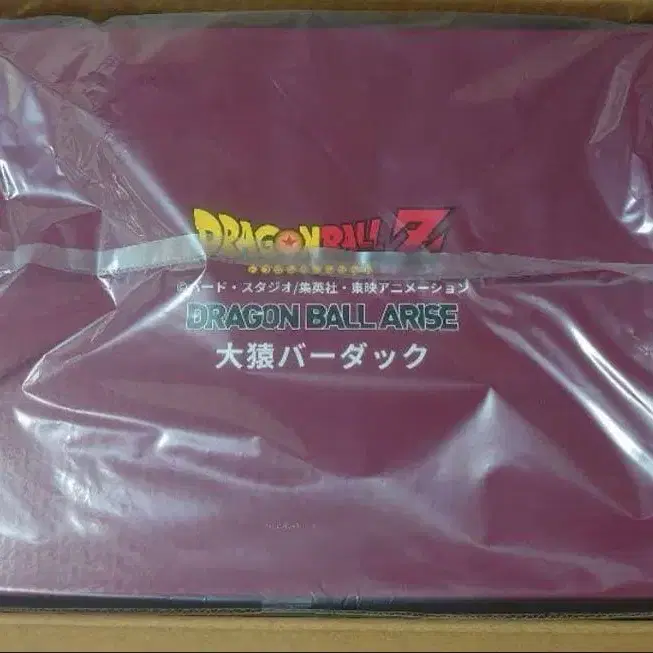 DRAGONBALL Z
©バード・スタジオ/集英社・東映アニメーション
DRAGON BALL ARISE
大猿バーダック